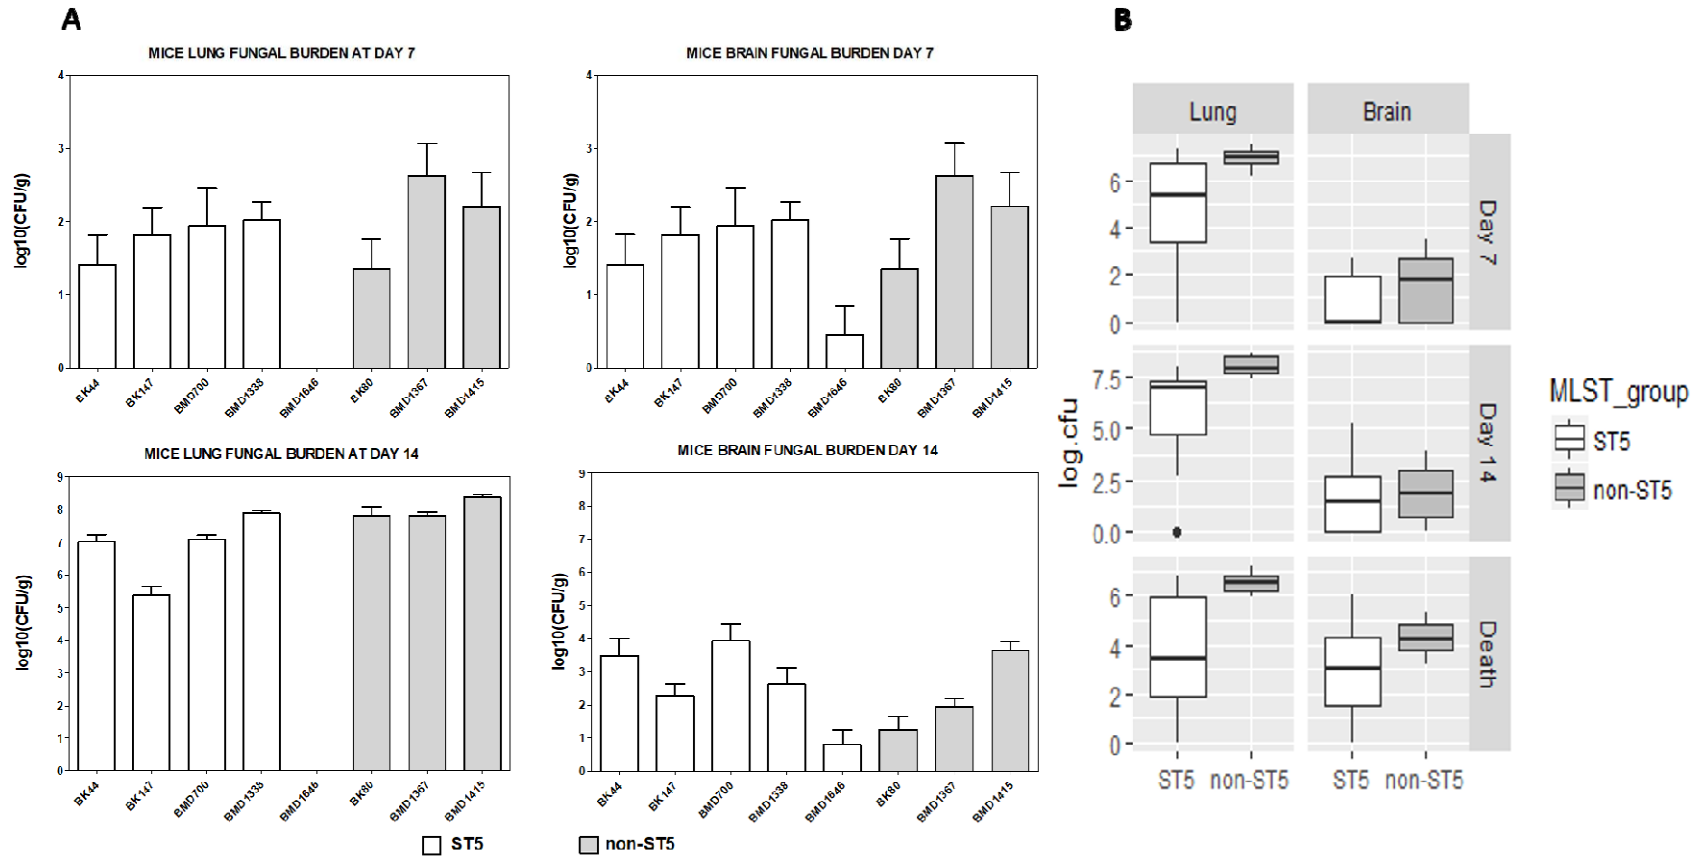 A
B
MICE LUNG FUNGAL BURDEN AT DAY 7
log10(CFU/g)
4
3
2
1
0
BK44
BK147
BMD700
BMD1338
BMD1646
BK80
BMD1367
BMD1415
MICE BRAIN FUNGAL BURDEN DAY 7
log10(CFU/g)
4
3
2
1
0
BK44
BK147
BMD700
BMD1338
BMD1646
BK80
BMD1367
BMD1415
MICE LUNG FUNGAL BURDEN AT DAY 14
log10(CFU/g)
9
8
7
6
5
4
3
2
1
0
BK44
BK147
BMD700
BMD1338
BMD1646
BK80
BMD1367
BMD1415
MICE BRAIN FUNGAL BURDEN DAY 14
log10(CFU/g)
9
8
7
6
5
4
3
2
1
0
BK44
BK147
BMD700
BMD1338
BMD1646
BK80
BMD1367
BMD1415
ST5
non-ST5
Lung
Brain
6
4
2
0
Day 7
7.5
5.0
2.5
0.0
Day 14
6
4
2
0
Death
log.cfu
ST5
non-ST5
ST5
non-ST5
MLST_group
ST5
non-ST5